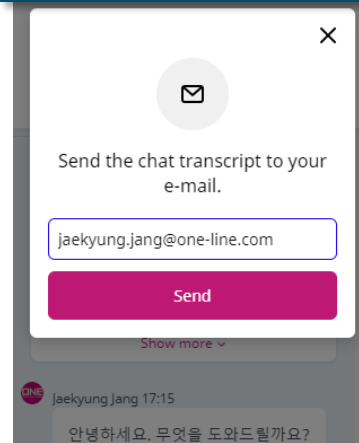 Send the chat transcript to your
e-mail.
jaekyung.jang@one-line.com
Send
Show more
ONE
Jaekyung Jang 17:15
안녕하세요. 무엇을 도와드릴까요?